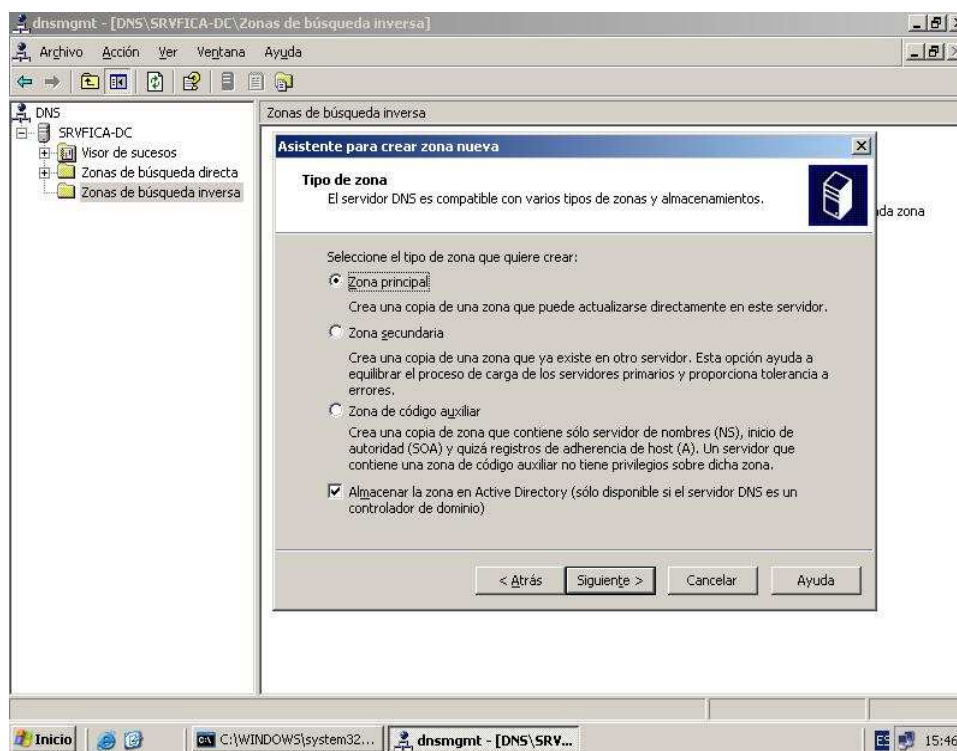 dnsmgmt - [DNS\SRVFICA-DC\Zonas de búsqueda inversa]
Archivo Acción Ver Ventana Ayuda
DNS
SRVFICA-DC
Visor de sucesos
Zonas de búsqueda directa
Zonas de búsqueda inversa
Zonas de búsqueda inversa
Asistente para crear zona nueva
Tipo de zona
El servidor DNS es compatible con varios tipos de zonas y almacenamientos.
zona
Seleccione el tipo de zona que quiere crear:
Zona principal
Crea una copia de una zona que puede actualizarse directamente en este servidor.
Zona secundaria
Crea una copia de una zona que ya existe en otro servidor. Esta opción ayuda a
equilibrar el proceso de carga de los servidores primarios y proporciona tolerancia a
errores.
Zona de código auxiliar
Crea una copia de zona que contiene sólo servidor de nombres (NS), inicio de
autoridad (SOA) y quizá registros de adherencia de host (A). Un servidor que
contiene una zona de código auxiliar no tiene privilegios sobre dicha zona.
Almacenar la zona en Active Directory (sólo disponible si el servidor DNS es un
controlador de dominio)
< Atrás Siguiente > Cancelar Ayuda
Inicio C:\WINDOWS\system32... dnsmgmt - [DNS\SRV... ES 15:46